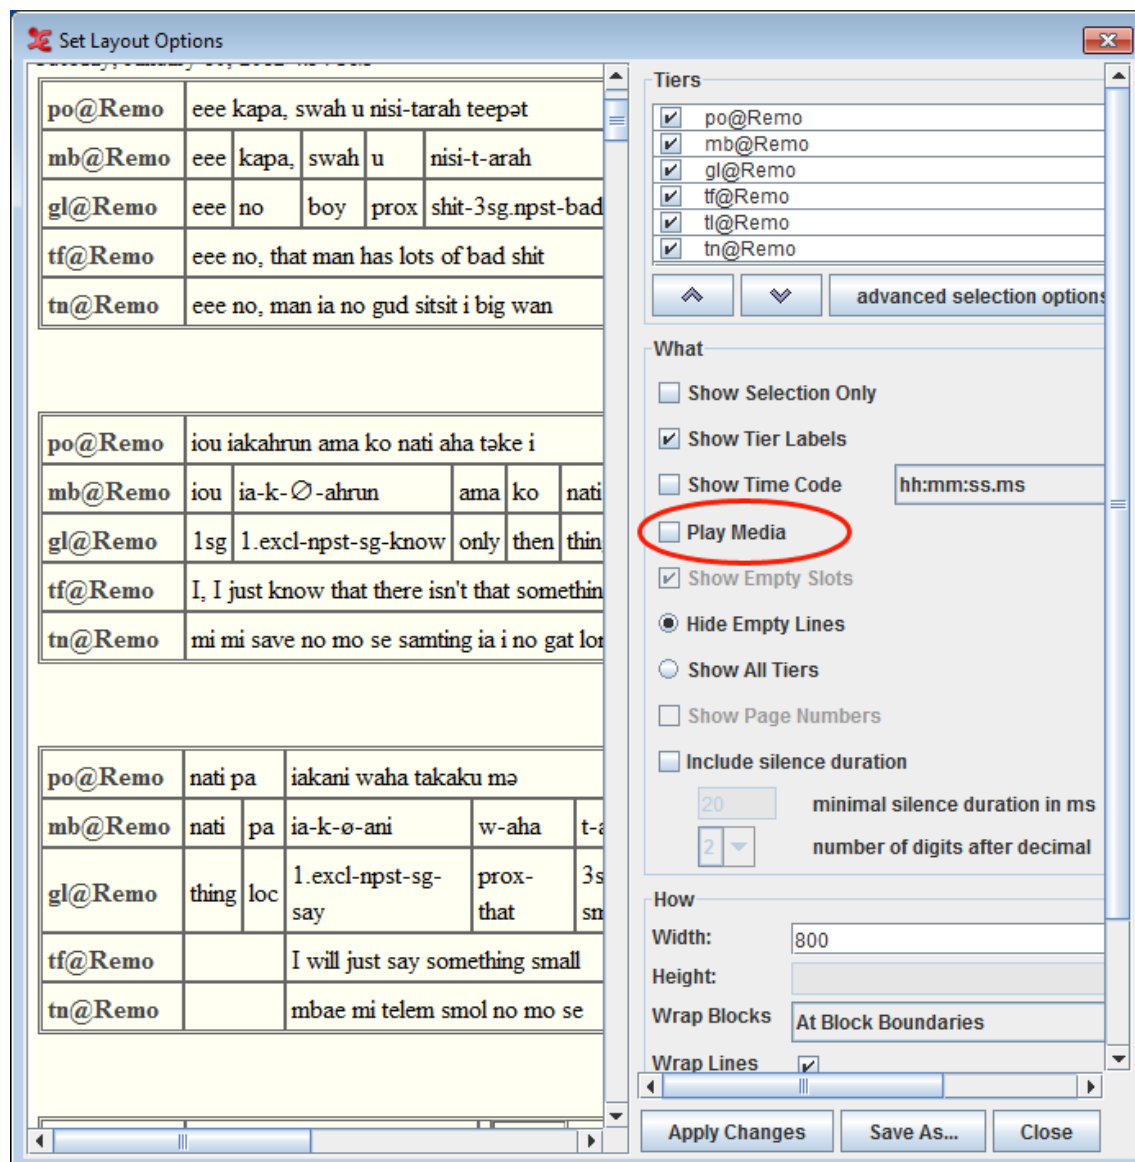 Set Layout Options
po@Remo eee kapa, swah u nisi-tarah teepət
mb@Remo eee kapa, swah u nisi-t-arah
gl@Remo eee no boy prox shit-3sg.npst-bad
tf@Remo eee no, that man has lots of bad shit
tn@Remo eee no, man ia no gud sitsit i big wan
po@Remo iou iakahrun ama ko nati aha təke i
mb@Remo iou ia-k-∅-ahrun ama ko nati
gl@Remo 1sg 1.excl-npst-sg-know only then
tf@Remo I, I just know that there isn't that
tn@Remo mi mi save no mo se samting ia i no gat
po@Remo nati pa iakani waha takaku mə
mb@Remo nati pa ia-k-ø-ani w-aha
gl@Remo thing loc 1.excl-npst-sg- prox-
say that
tf@Remo I will just say something small
tn@Remo mbae mi telem smol no mo se
Tiers
po@Remo
mb@Remo
gl@Remo
tf@Remo
tl@Remo
tn@Remo
advanced selection options
What
Show Selection Only
Show Tier Labels
Show Time Code hh:mm:ss.ms
Play Media
Show Empty Slots
Hide Empty Lines
Show All Tiers
Show Page Numbers
Include silence duration
20 minimal silence duration in ms
2 number of digits after decimal
How
Width: 800
Height:
Wrap Blocks At Block Boundaries
Wrap Lines
Apply Changes Save As... Close